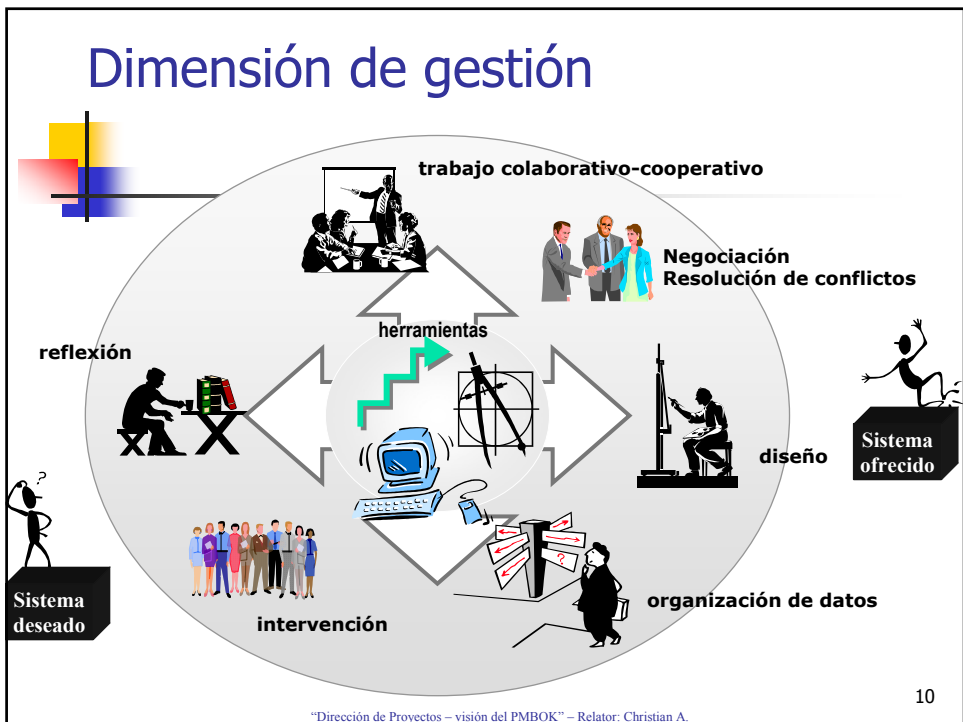 Dimensión de gestión
trabajo colaborativo-cooperativo
Negociación
Resolución de conflictos
herramientas
reflexión
diseño
Sistema
ofrecido
?
?
Sistema
deseado
intervención
organización de datos
10
“Dirección de Proyectos – visión del PMBOK” – Relator: Christian A.